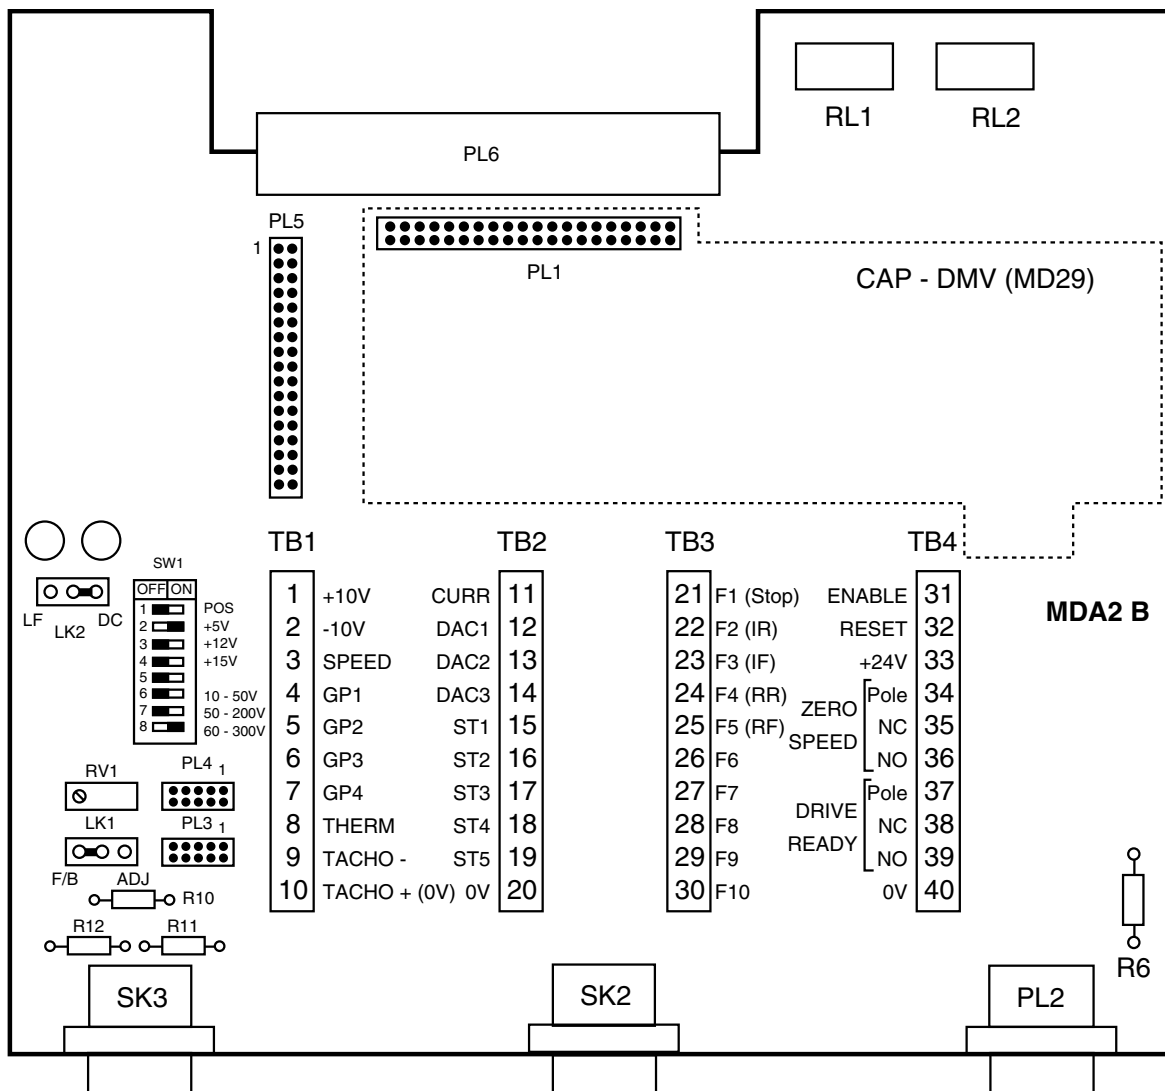 RL1 RL2
PL6
PL5
1
PL1
CAP - DMV (MD29)
TB1 TB2 TB3 TB4
MDA2 B
SW1
OFF ON
1 POS
2 +5V
3 +12V
4 +15V
5
6 10 - 50V
7 50 - 200V
8 60 - 300V
LF LK2 DC
RV1
PL4 1
LK1
PL3 1
F/B ADJ
R10
R12 R11
1 +10V
2 -10V
3 SPEED
4 GP1
5 GP2
6 GP3
7 GP4
8 THERM
9 TACHO -
10 TACHO + (0V)
CURR 11
DAC1 12
DAC2 13
DAC3 14
ST1 15
ST2 16
ST3 17
ST4 18
ST5 19
0V 20
21 F1 (Stop)
22 F2 (IR)
23 F3 (IF)
24 F4 (RR)
25 F5 (RF)
26 F6
27 F7
28 F8
29 F9
30 F10
ENABLE 31
RESET 32
+24V 33
ZERO
SPEED
Pole 34
NC 35
NO 36
DRIVE
READY
Pole 37
NC 38
NO 39
0V 40
R6
SK3 SK2 PL2